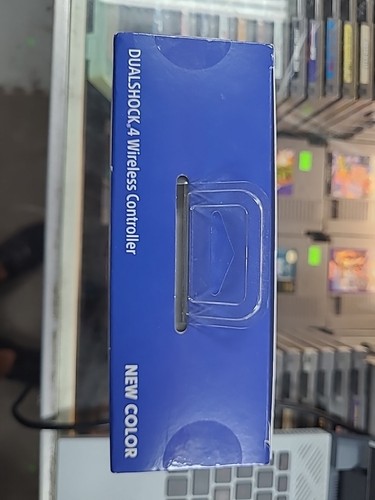 DUALSHOCK.4 Wireless Controller
NEW COLOR